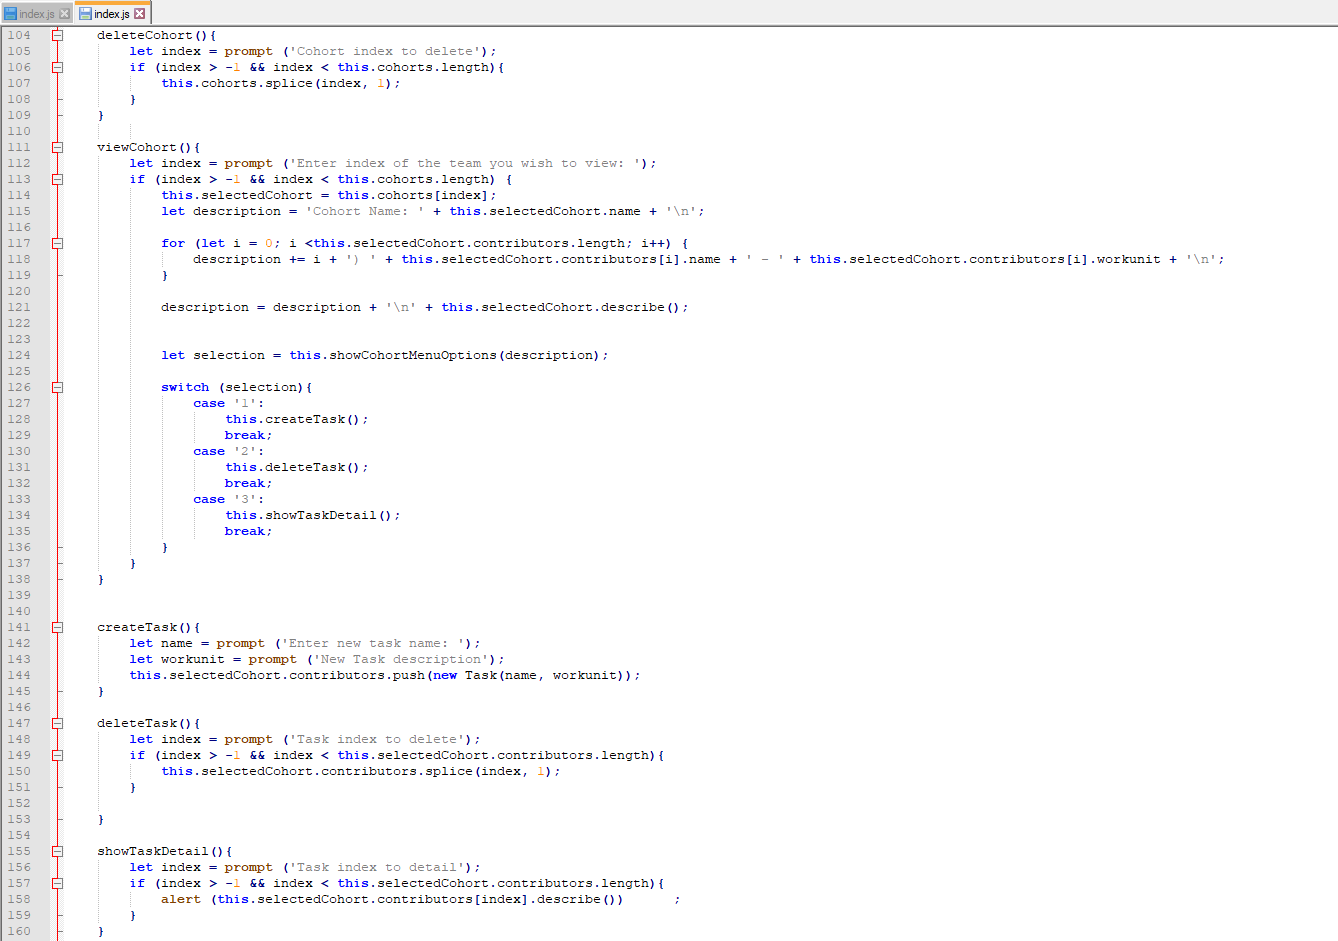 index.js index.js
104 deleteCohort(){
105 let index = prompt ('Cohort index to delete');
106 if (index > -1 && index < this.cohorts.length){
107 this.cohorts.splice(index, 1);
108 }
109 }
110
111 viewCohort(){
112 let index = prompt ('Enter index of the team you wish to view: ');
113 if (index > -1 && index < this.cohorts.length) {
114 this.selectedCohort = this.cohorts[index];
115 let description = 'Cohort Name: ' + this.selectedCohort.name + '\n';
116
117 for (let i = 0; i <this.selectedCohort.contributors.length; i++) {
118 description += i + ') ' + this.selectedCohort.contributors[i].name + ' - ' + this.selectedCohort.contributors[i].workunit + '\n';
119 }
120
121 description = description + '\n' + this.selectedCohort.describe();
122
123
124 let selection = this.showCohortMenuOptions(description);
125
126 switch (selection){
127 case '1':
128 this.createTask();
129 break;
130 case '2':
131 this.deleteTask();
132 break;
133 case '3':
134 this.showTaskDetail();
135 break;
136 }
137 }
138 }
139
140
141 createTask(){
142 let name = prompt ('Enter new task name: ');
143 let workunit = prompt ('New Task description');
144 this.selectedCohort.contributors.push(new Task(name, workunit));
145 }
146
147 deleteTask(){
148 let index = prompt ('Task index to delete');
149 if (index > -1 && index < this.selectedCohort.contributors.length){
150 this.selectedCohort.contributors.splice(index, 1);
151 }
152
153 }
154
155 showTaskDetail(){
156 let index = prompt ('Task index to detail');
157 if (index > -1 && index < this.selectedCohort.contributors.length){
158 alert (this.selectedCohort.contributors[index].describe()) ;
159 }
160 }